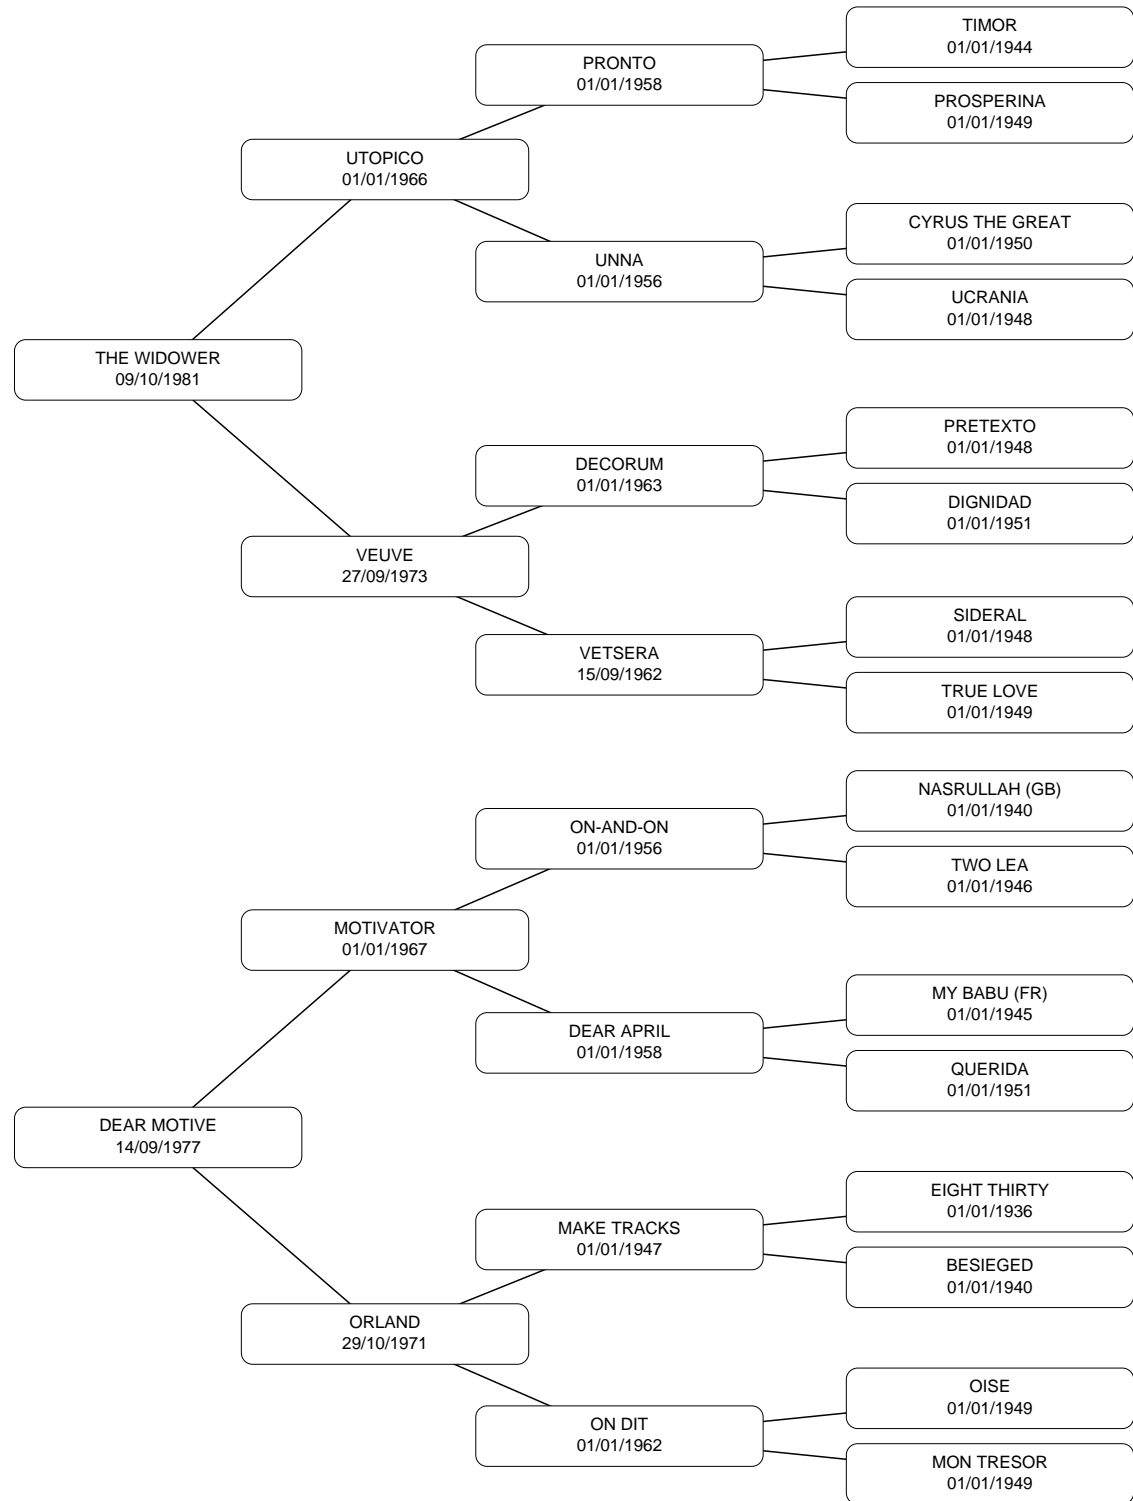 TIMOR
01/01/1944
PRONTO
01/01/1958
PROSPERINA
01/01/1949
UTOPICO
01/01/1966
CYRUS THE GREAT
01/01/1950
UNNA
01/01/1956
UCRANIA
01/01/1948
THE WIDOWER
09/10/1981
PRETEXTO
01/01/1948
DECORUM
01/01/1963
DIGNIDAD
01/01/1951
VEUVE
27/09/1973
SIDERAL
01/01/1948
VETSERA
15/09/1962
TRUE LOVE
01/01/1949
NASRULLAH (GB)
01/01/1940
ON-AND-ON
01/01/1956
TWO LEA
01/01/1946
MOTIVATOR
01/01/1967
MY BABU (FR)
01/01/1945
DEAR APRIL
01/01/1958
QUERIDA
01/01/1951
DEAR MOTIVE
14/09/1977
EIGHT THIRTY
01/01/1936
MAKE TRACKS
01/01/1947
BESIEGED
01/01/1940
ORLAND
29/10/1971
OISE
01/01/1949
ON DIT
01/01/1962
MON TRESOR
01/01/1949